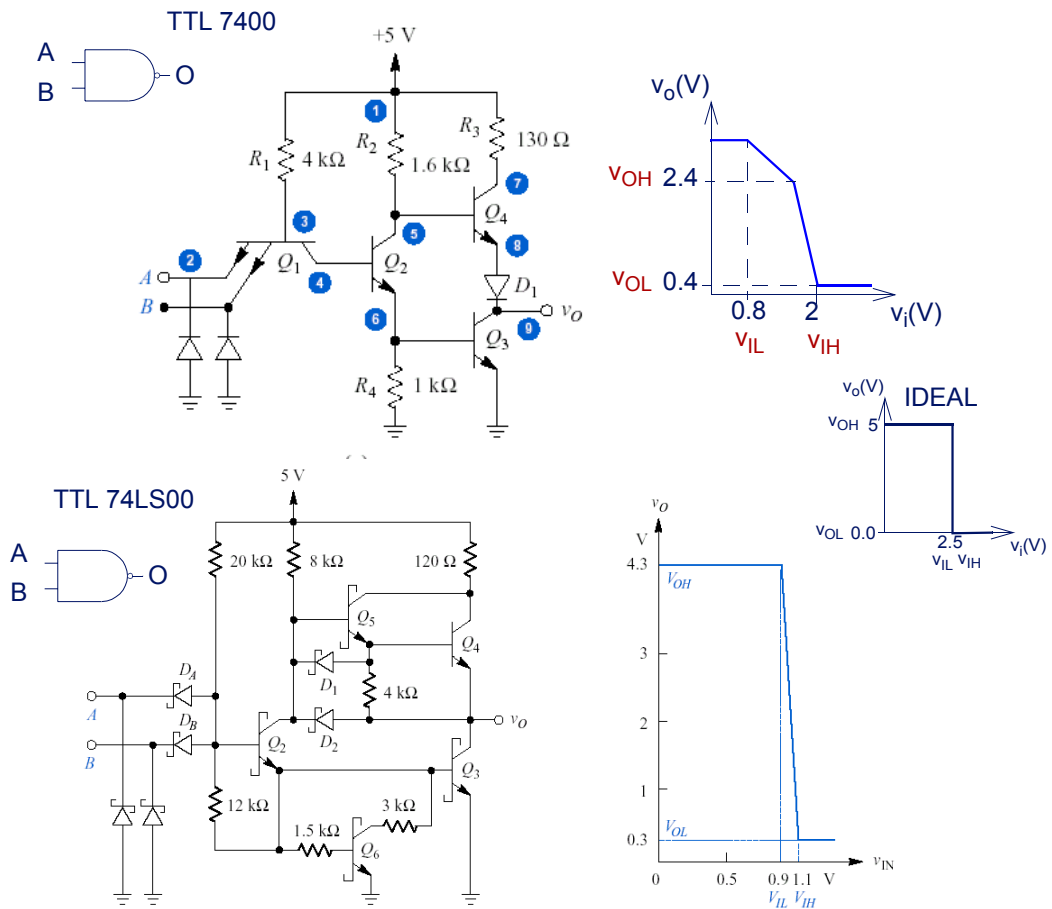 TTL 7400
A
B
O
+5 V
1
R1
4 kΩ
R2
1.6 kΩ
R3
130 Ω
3
7
2
Q1
4
5
Q4
8
A
Q2
D1
B
6
9
vO
Q3
R4
1 kΩ
vo(V)
vOH 2.4
vOL 0.4
0.8
2
vi(V)
vIL
vIH
vo(V)
IDEAL
vOH 5
vOL 0.0
2.5
vi(V)
vIL vIH
TTL 74LS00
A
B
O
5 V
20 kΩ
8 kΩ
120 Ω
Q5
Q4
D1
4 kΩ
DA
A
DB
B
D2
vO
Q2
Q3
12 kΩ
3 kΩ
1.5 kΩ
Q6
vO
V
4.3
VOH
3
2
1
VOL
0.3
vIN
0
0.5
0.9 1.1 V
VIL VIH